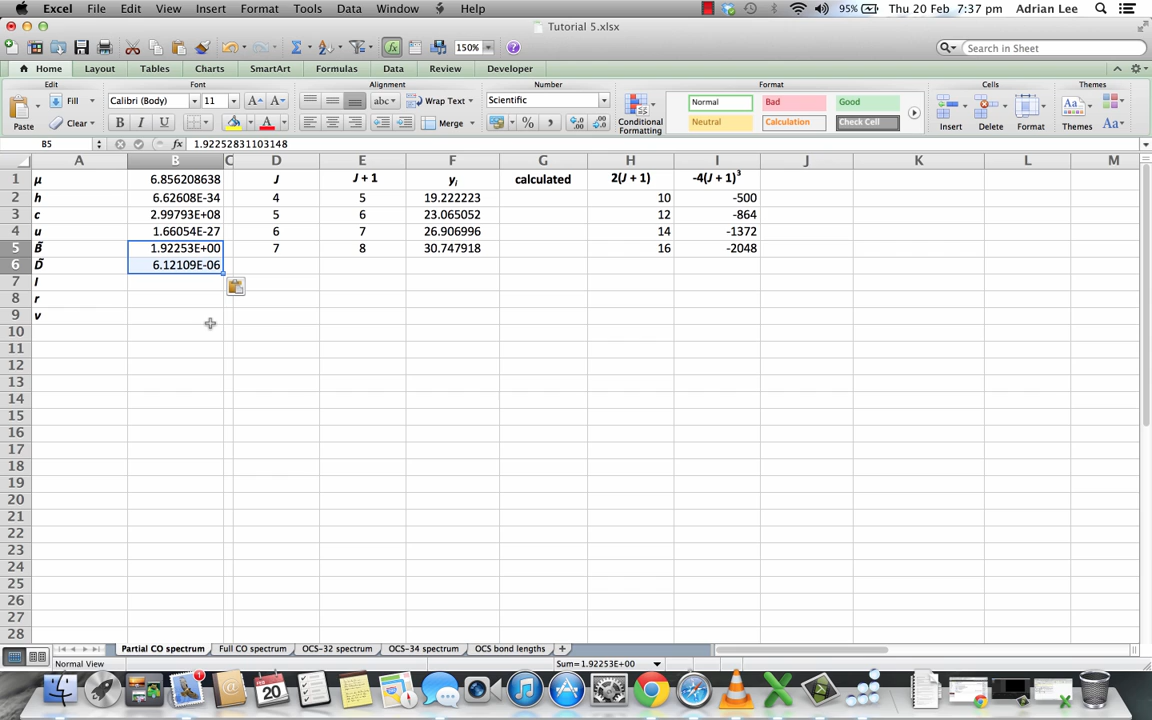 Excel File Edit View Insert Format Tools Data Window Help 95% Thu 20 Feb 7:37 pm Adrian Lee
Tutorial 5.xlsx
150% Search in Sheet
Home Layout Tables Charts SmartArt Formulas Data Review Developer
Edit Font Alignment Number Format Cells Themes
Paste Fill Clear Calibri (Body) 11 abc Wrap Text Merge Scientific Conditional Formatting Normal Bad Good Neutral Calculation Check Cell Insert Delete Format Themes Aa
B5 fx 1.92252831103148
A B C D E F G H I J K L M
1 μ 6.856208638 J J + 1 yi calculated 2(J + 1) -4(J + 1)³
2 h 6.62608E-34 4 5 19.222223 10 -500
3 c 2.99793E+08 5 6 23.065052 12 -864
4 u 1.66054E-27 6 7 26.906996 14 -1372
5 B̃ 1.92253E+00 7 8 30.747918 16 -2048
6 D̃ 6.12109E-06
7 I
8 r
9 v
10
11
12
13
14
15
16
17
18
19
20
21
22
23
24
25
26
27
28
Partial CO spectrum Full CO spectrum OCS-32 spectrum OCS-34 spectrum OCS bond lengths
Normal View Sum=1.92253E+00
20